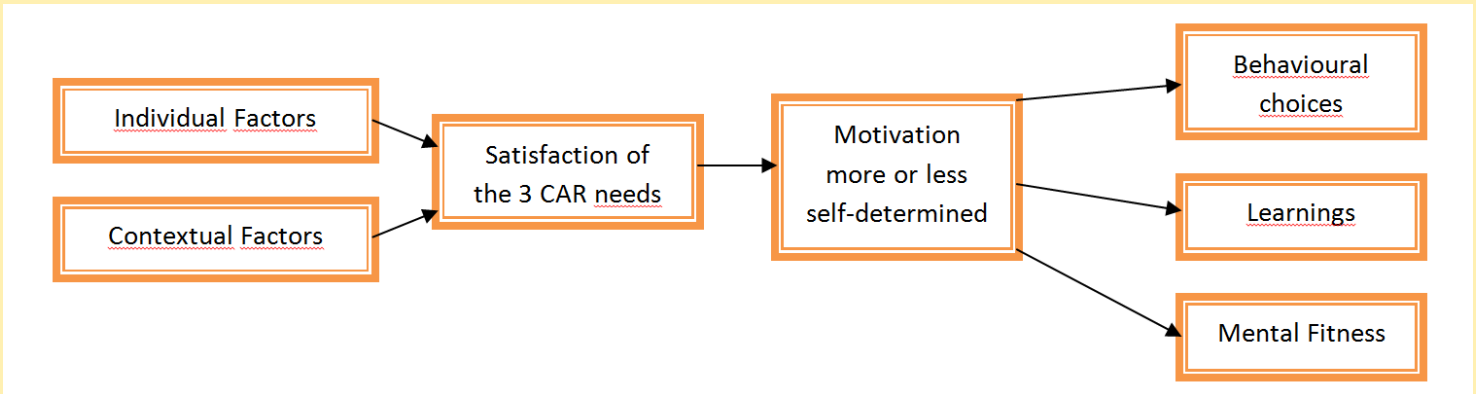 Individual Factors
Contextual Factors
Satisfaction of
the 3 CAR needs
Motivation
more or less
self-determined
Behavioural
choices
Learnings
Mental Fitness